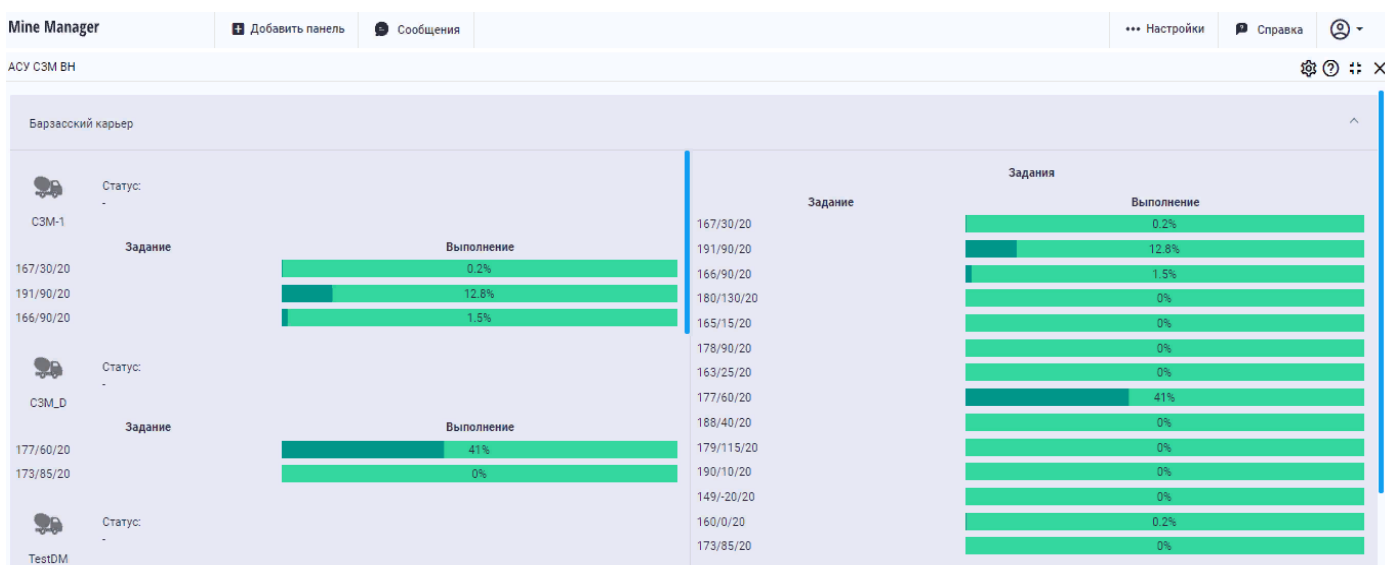 Mine Manager
Добавить панель
Сообщения
Настройки
Справка
АСУ СЗМ ВН
Барзасский карьер
Статус:
-
СЗМ-1
Задание Выполнение
167/30/20 0.2%
191/90/20 12.8%
166/90/20 1.5%
Статус:
-
СЗМ_D
Задание Выполнение
177/60/20 41%
173/85/20 0%
Статус:
-
TestDM
Задания
Задание Выполнение
167/30/20 0.2%
191/90/20 12.8%
166/90/20 1.5%
180/130/20 0%
165/15/20 0%
178/90/20 0%
163/25/20 0%
177/60/20 41%
188/40/20 0%
179/115/20 0%
190/10/20 0%
149/-20/20 0%
160/0/20 0.2%
173/85/20 0%